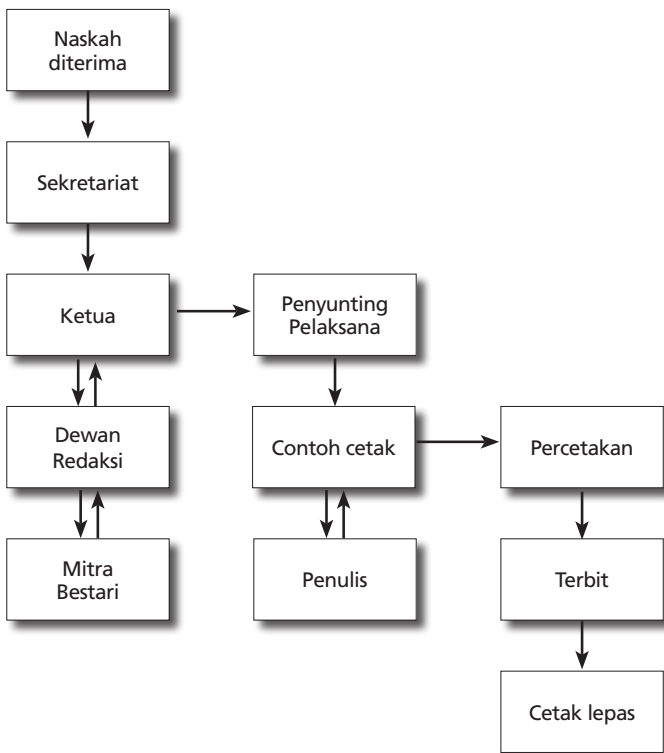 Naskah
diterima
Sekretariat
Ketua
Penyunting
Pelaksana
Dewan
Redaksi
Contoh cetak
Percetakan
Mitra
Bestari
Penulis
Terbit
Cetak lepas